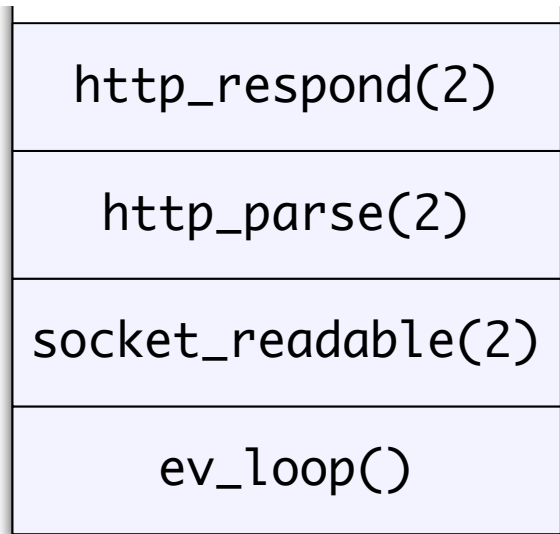 http_respond(2)
http_parse(2)
socket_readable(2)
ev_loop()